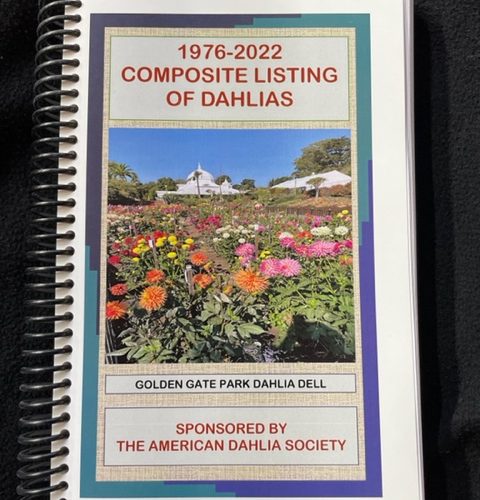 1976-2022
COMPOSITE LISTING
OF DAHLIAS
GOLDEN GATE PARK DAHLIA DELL
SPONSORED BY
THE AMERICAN DAHLIA SOCIETY